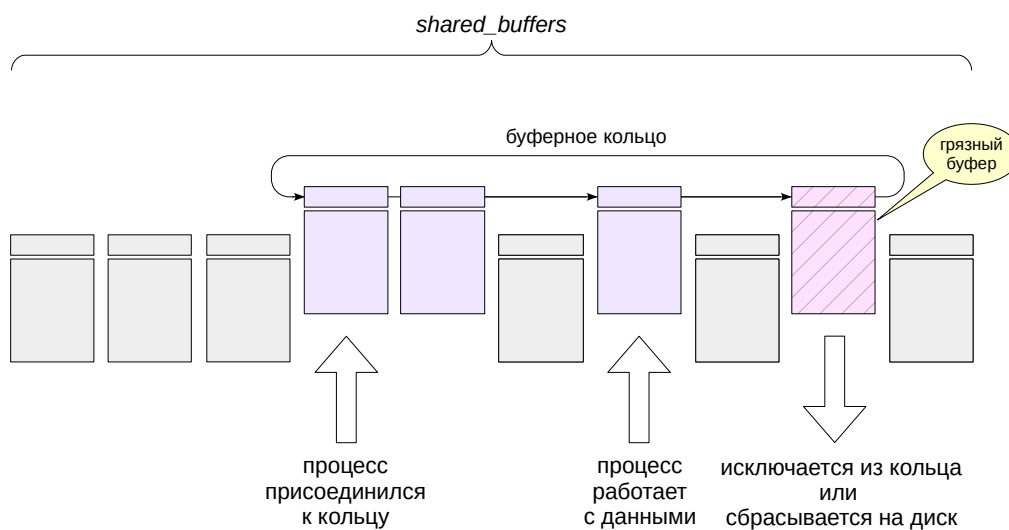 shared_buffers
буферное кольцо
грязный
буфер
процесс
присоединился
к кольцу
процесс
работает
с данными
исключается из кольца
или
сбрасывается на диск